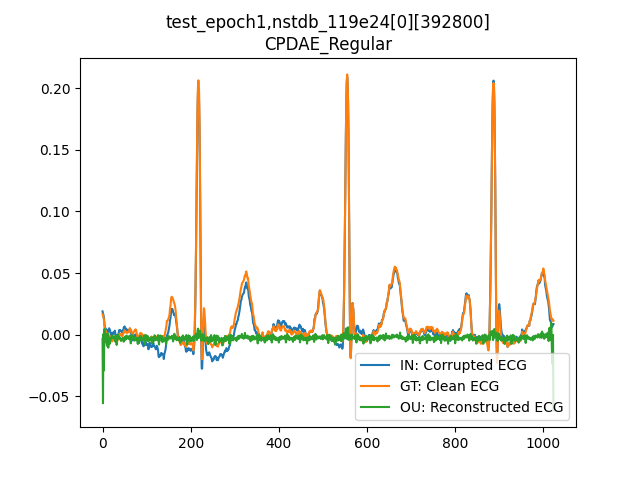 test_epoch1,nstdb_119e24[0][392800]
CPDAE_Regular
0.20
0.15
0.10
0.05
0.00
−0.05
IN: Corrupted ECG
GT: Clean ECG
OU: Reconstructed ECG
0 200 400 600 800 1000